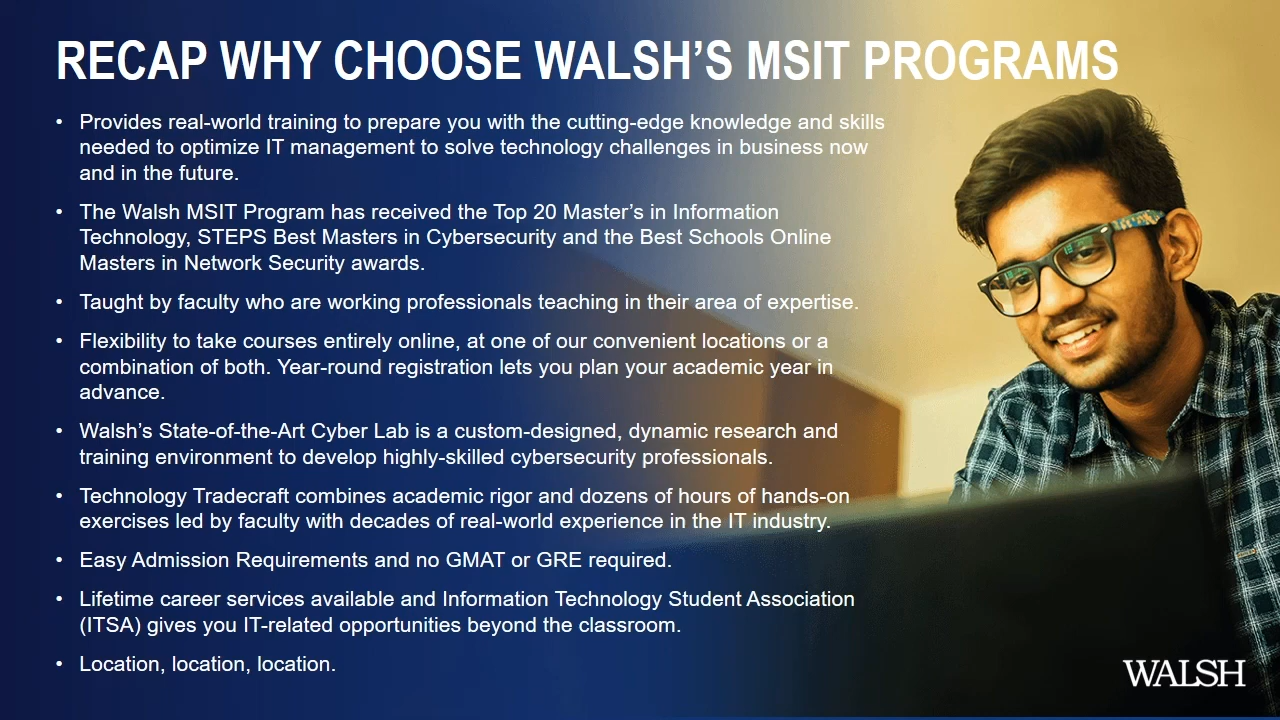 RECAP WHY CHOOSE WALSH’S MSIT PROGRAMS
• Provides real-world training to prepare you with the cutting-edge knowledge and skills
needed to optimize IT management to solve technology challenges in business now
and in the future.
• The Walsh MSIT Program has received the Top 20 Master’s in Information
Technology, STEPS Best Masters in Cybersecurity and the Best Schools Online
Masters in Network Security awards.
• Taught by faculty who are working professionals teaching in their area of expertise.
• Flexibility to take courses entirely online, at one of our convenient locations or a
combination of both. Year-round registration lets you plan your academic year in
advance.
• Walsh’s State-of-the-Art Cyber Lab is a custom-designed, dynamic research and
training environment to develop highly-skilled cybersecurity professionals.
• Technology Tradecraft combines academic rigor and dozens of hours of hands-on
exercises led by faculty with decades of real-world experience in the IT industry.
• Easy Admission Requirements and no GMAT or GRE required.
• Lifetime career services available and Information Technology Student Association
(ITSA) gives you IT-related opportunities beyond the classroom.
• Location, location, location.
WALSH